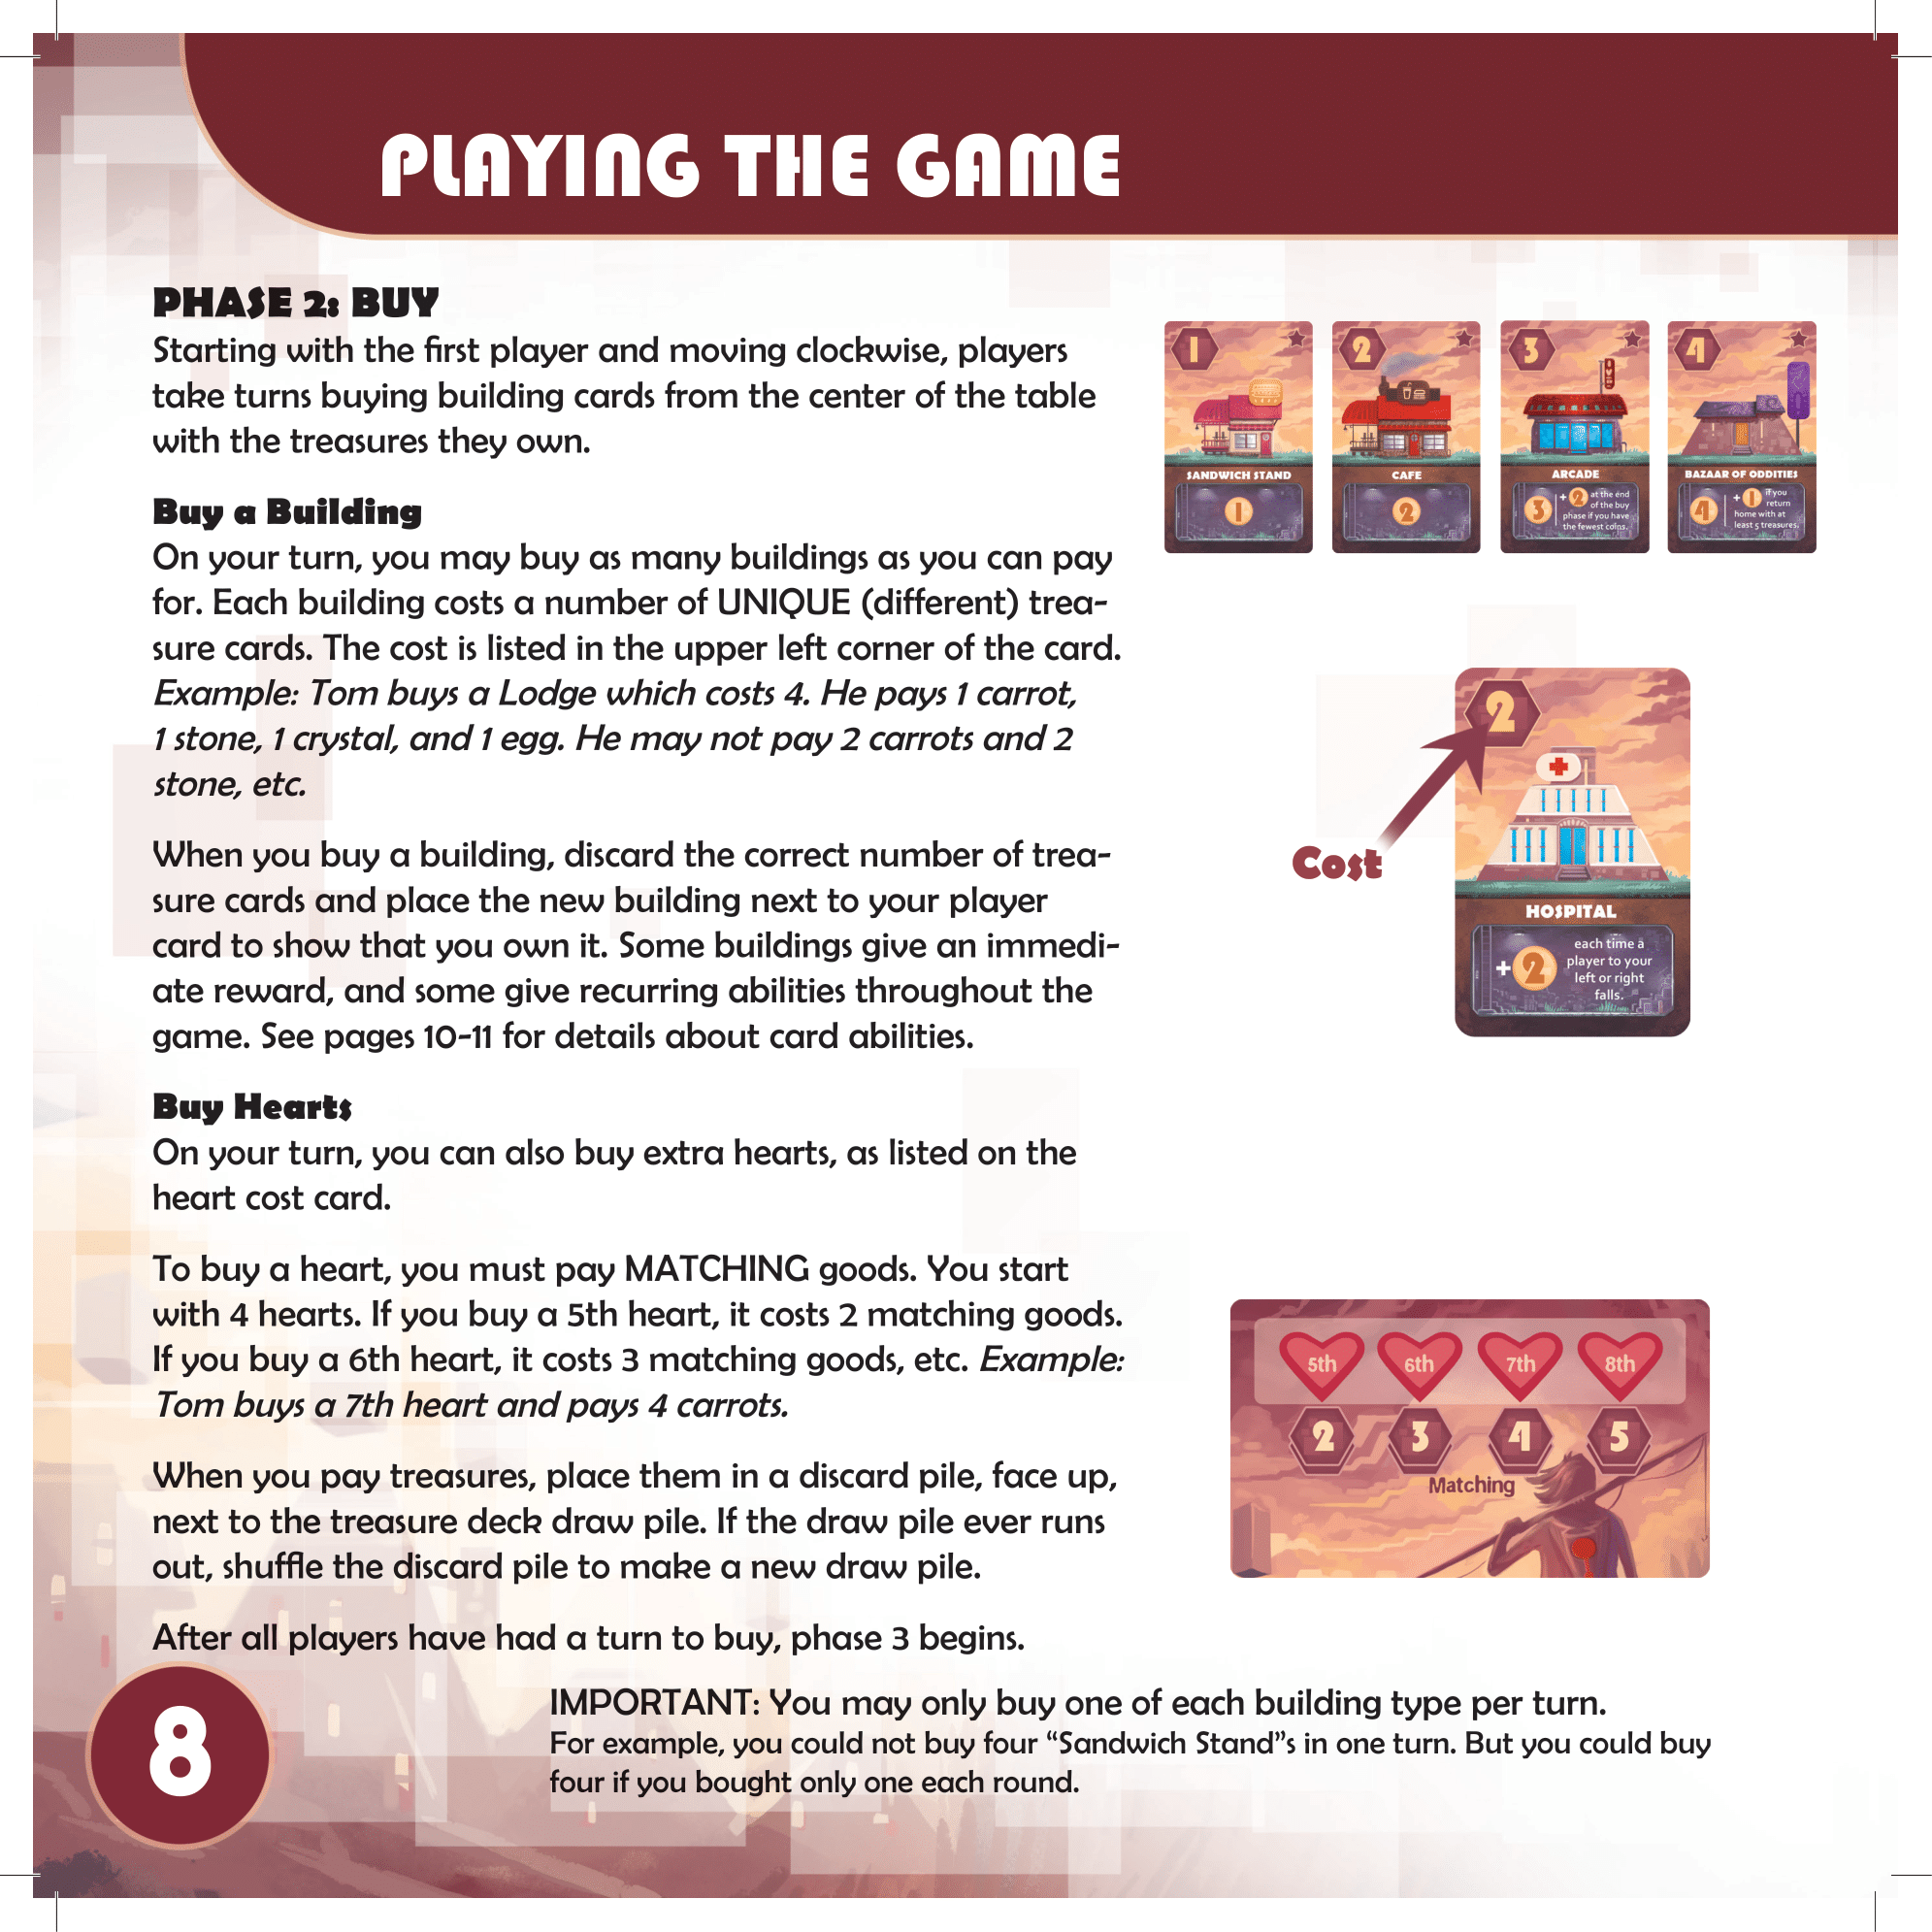 PLAYING THE GAME
PHASE 2: BUY
Starting with the first player and moving clockwise, players
take turns buying building cards from the center of the table
with the treasures they own.
Buy a Building
On your turn, you may buy as many buildings as you can pay
for. Each building costs a number of UNIQUE (different) trea-
sure cards. The cost is listed in the upper left corner of the card.
Example: Tom buys a Lodge which costs 4. He pays 1 carrot,
1 stone, 1 crystal, and 1 egg. He may not pay 2 carrots and 2
stone, etc.
When you buy a building, discard the correct number of trea-
sure cards and place the new building next to your player
card to show that you own it. Some buildings give an immedi-
ate reward, and some give recurring abilities throughout the
game. See pages 10-11 for details about card abilities.
Buy Hearts
On your turn, you can also buy extra hearts, as listed on the
heart cost card.
To buy a heart, you must pay MATCHING goods. You start
with 4 hearts. If you buy a 5th heart, it costs 2 matching goods.
If you buy a 6th heart, it costs 3 matching goods, etc. Example:
Tom buys a 7th heart and pays 4 carrots.
When you pay treasures, place them in a discard pile, face up,
next to the treasure deck draw pile. If the draw pile ever runs
out, shuffle the discard pile to make a new draw pile.
After all players have had a turn to buy, phase 3 begins.
IMPORTANT: You may only buy one of each building type per turn.
For example, you could not buy four “Sandwich Stand”s in one turn. But you could buy
four if you bought only one each round.
8
1
SANDWICH STAND
1
2
CAFE
2
3
ARCADE
3 +2 at the end
of the buy
phase if you have
the fewest coins.
4
BAZAAR OF ODDITIES
4 +1 if you
return
home with at
least 5 treasures.
2
Cost
HOSPITAL
+2
each time a
player to your
left or right
falls.
5th 6th 7th 8th
2 3 4 5
Matching